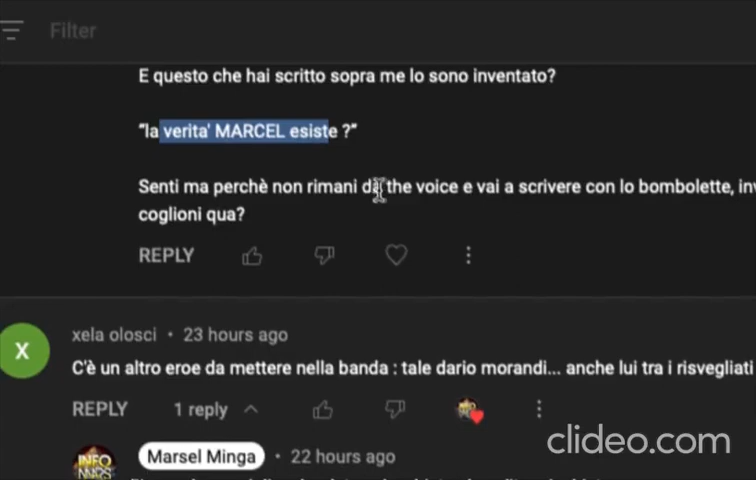 Filter
E questo che hai scritto sopra me lo sono inventato?
"la verita' MARCEL esiste ?"
Senti ma perchè non rimani da the voice e vai a scrivere con lo bombolette,
coglioni qua?
REPLY
X
xela olosci • 23 hours ago
C'è un altro eroe da mettere nella banda : tale dario morandi... anche lui tra i risvegliati
REPLY 1 reply
clideo.com
INFO
Marsel Minga • 22 hours ago